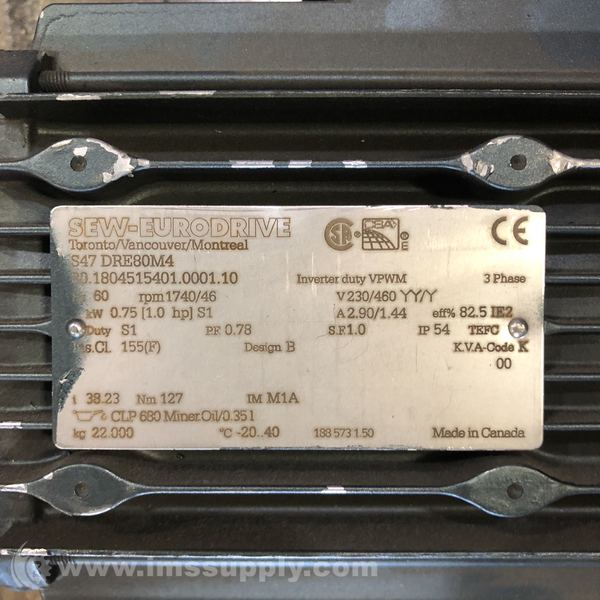 SEW-EURODRIVE
Toronto/Vancouver/Montreal
S47 DRE80M4
.1804515401.0001.10 Inverter duty VPWM 3 Phase
60 rpm 1740/46 V 230/460 YY/Y
kW 0.75 [1.0 hp] S1 A 2.90/1.44 eff% 82.5 IE2
Duty S1 PF 0.78 S.F.1.0 IP 54 TEFC
Ins.Cl. 155(F) Design B K.V.A-Code K
00
i 38.23 Nm 127 IM M1A
CLP 680 Miner.Oil/0.35 l
kg 22.000 °C -20..40 188 573 1.50 Made in Canada
CE
www.imssupply.com